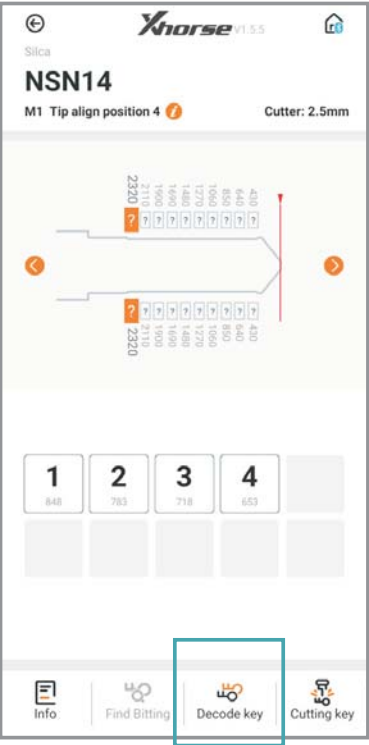 Xhorse V1.5.5
Silca
NSN14
M1 Tip align position 4 i Cutter: 2.5mm
2320 2110 1900 1690 1480 1270 1060 850 640 430
? ? ? ? ? ? ? ? ? ?
? ? ? ? ? ? ? ? ? ?
2320 2110 1900 1690 1480 1270 1060 850 640 430
1 2 3 4
848 783 718 653
Info Find Bitting Decode key Cutting key